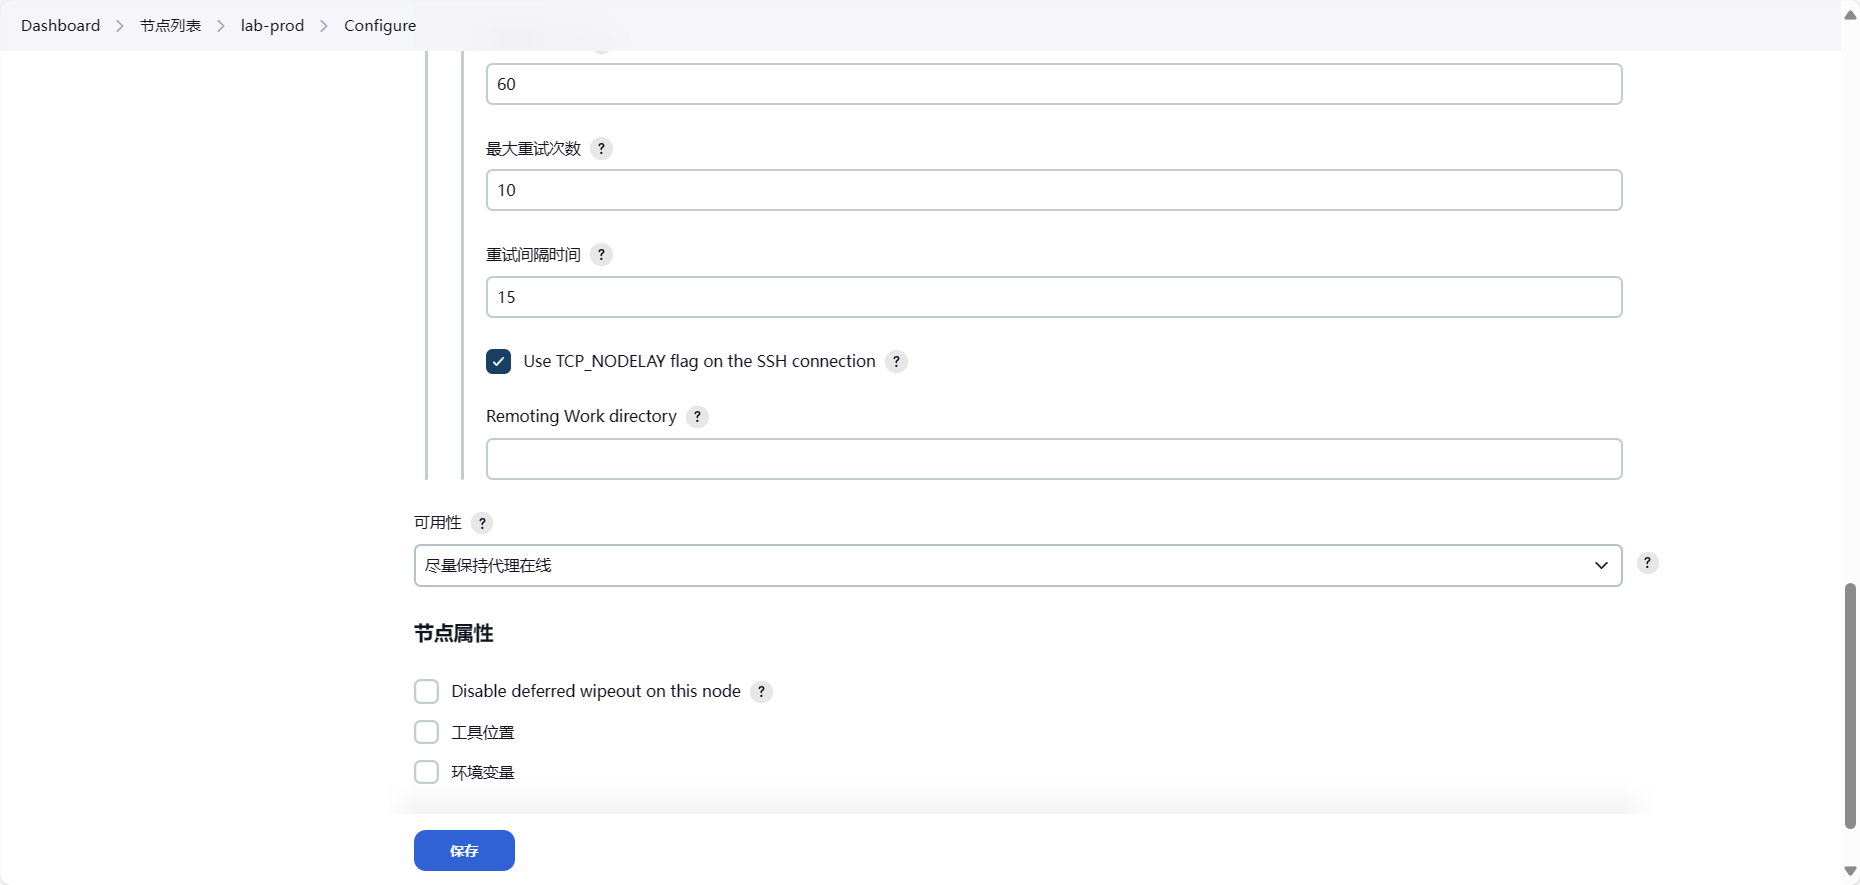 Dashboard > 节点列表 > lab-prod > Configure
60
最大重试次数 ?
10
重试间隔时间 ?
15
Use TCP_NODELAY flag on the SSH connection ?
Remoting Work directory ?
可用性 ?
尽量保持代理在线 ?
节点属性
Disable deferred wipeout on this node ?
工具位置
环境变量
保存